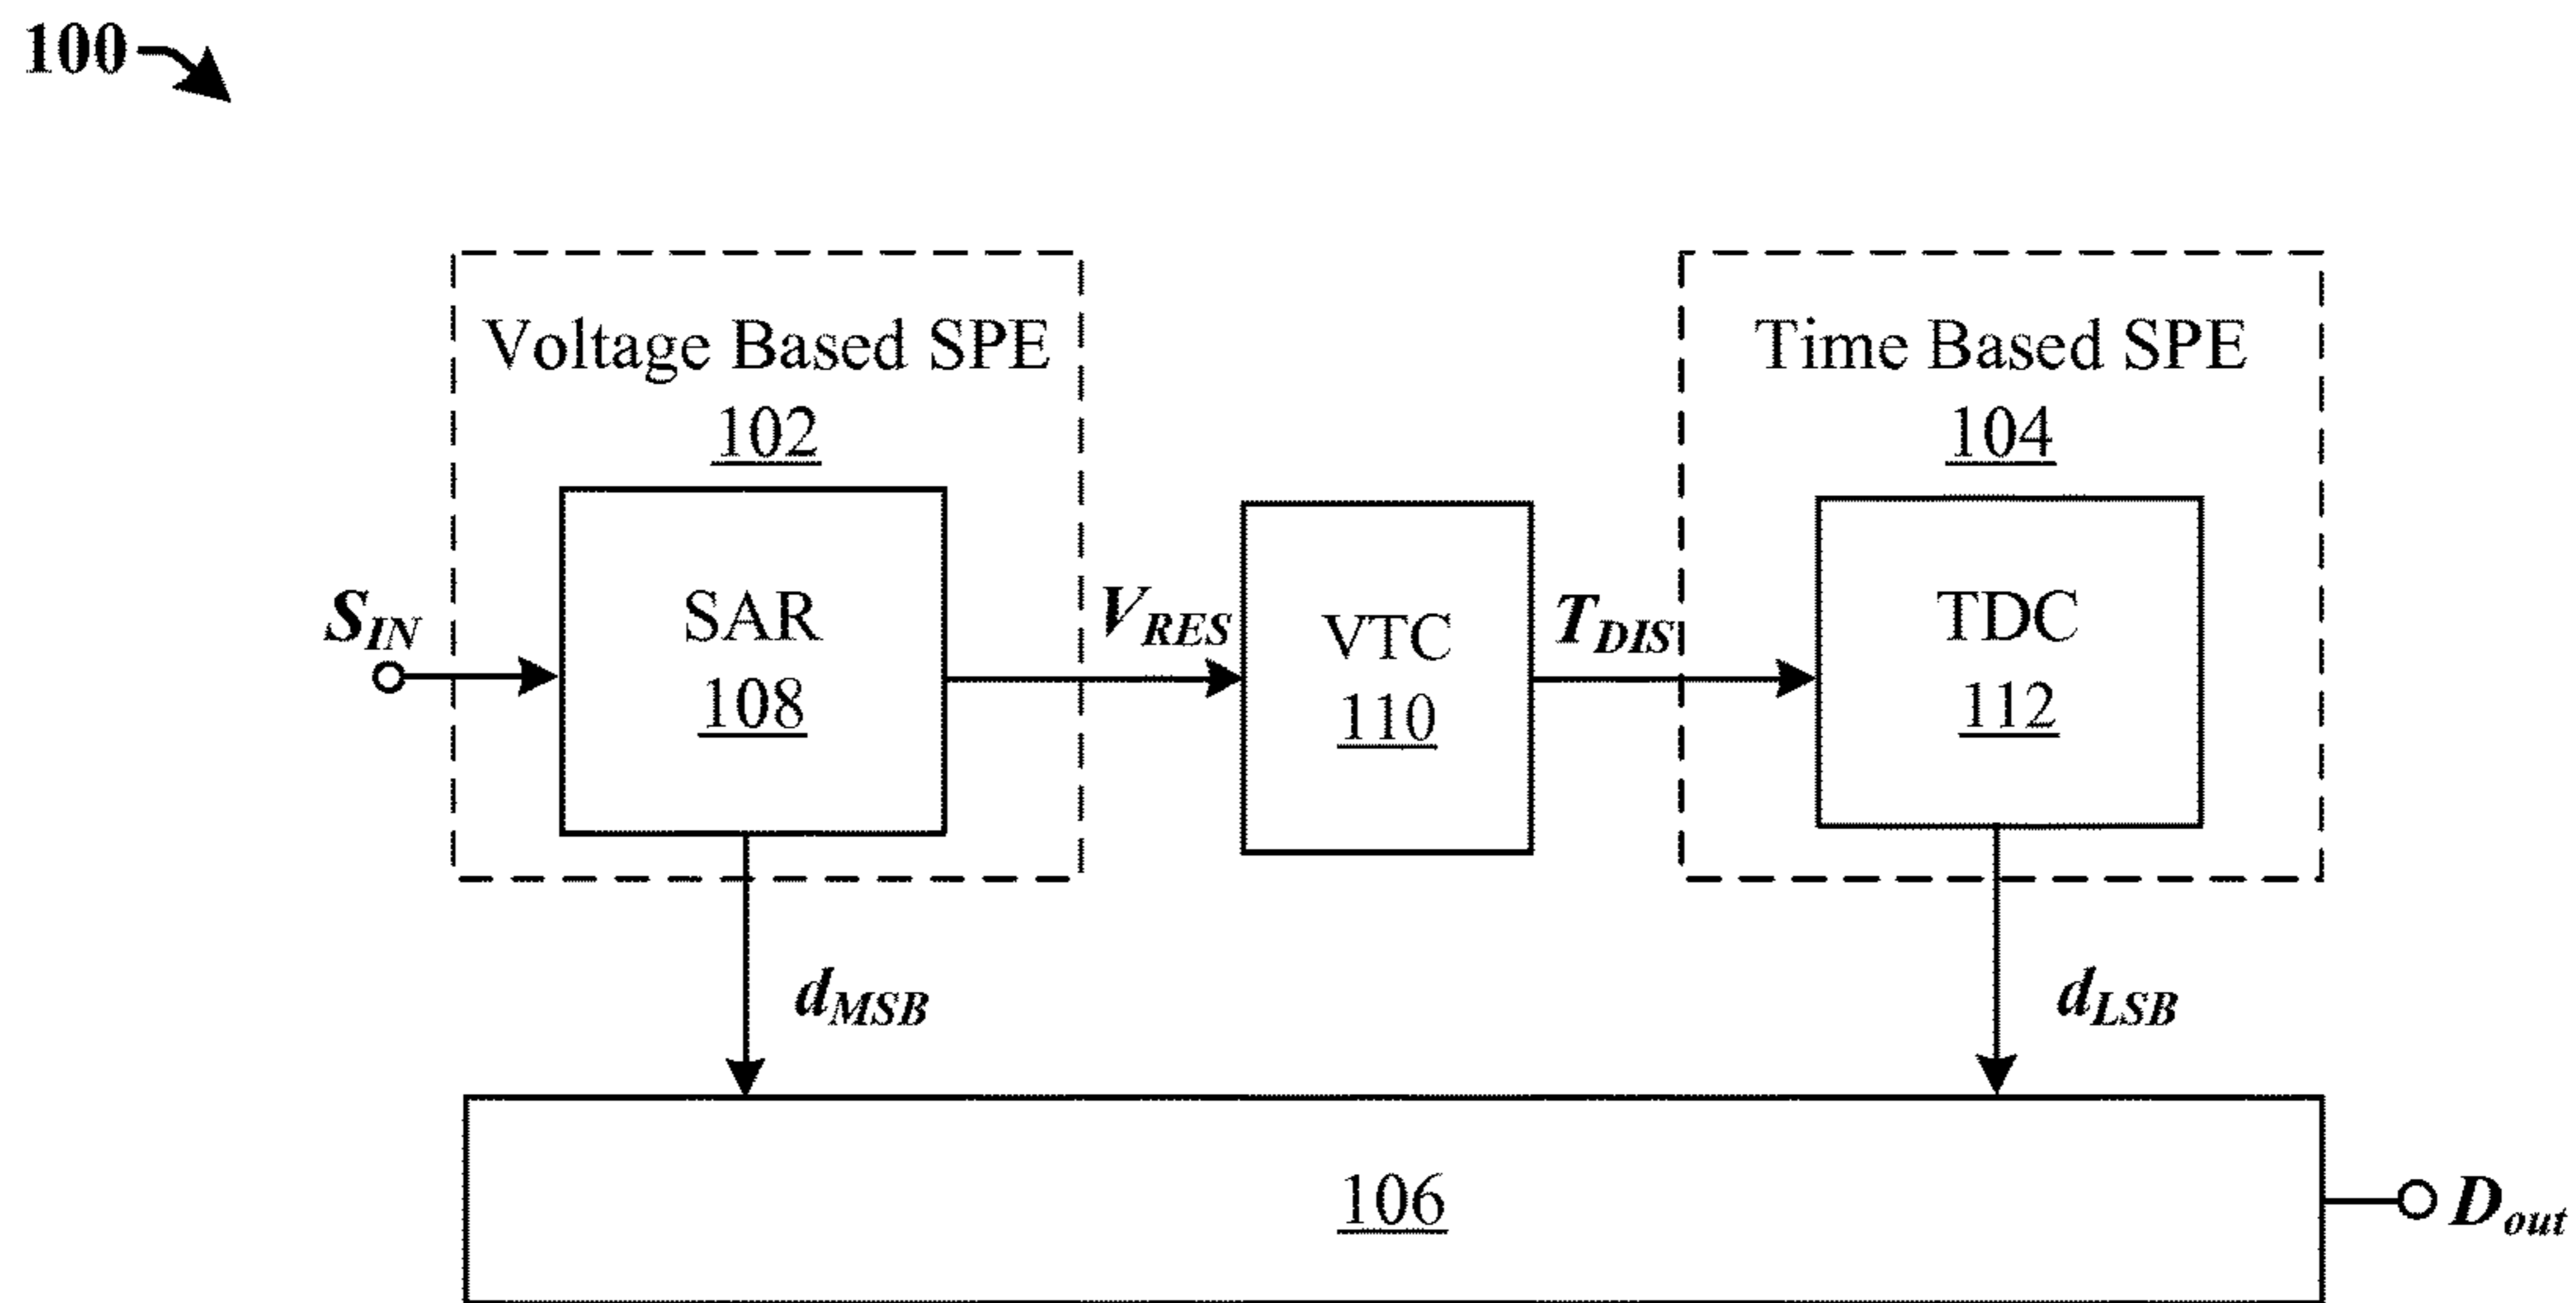 100
Voltage Based SPE
102
Time Based SPE
104
S_IN
SAR
108
V_RES
VTC
110
T_DIS
TDC
112
d_MSB
d_LSB
106
D_out